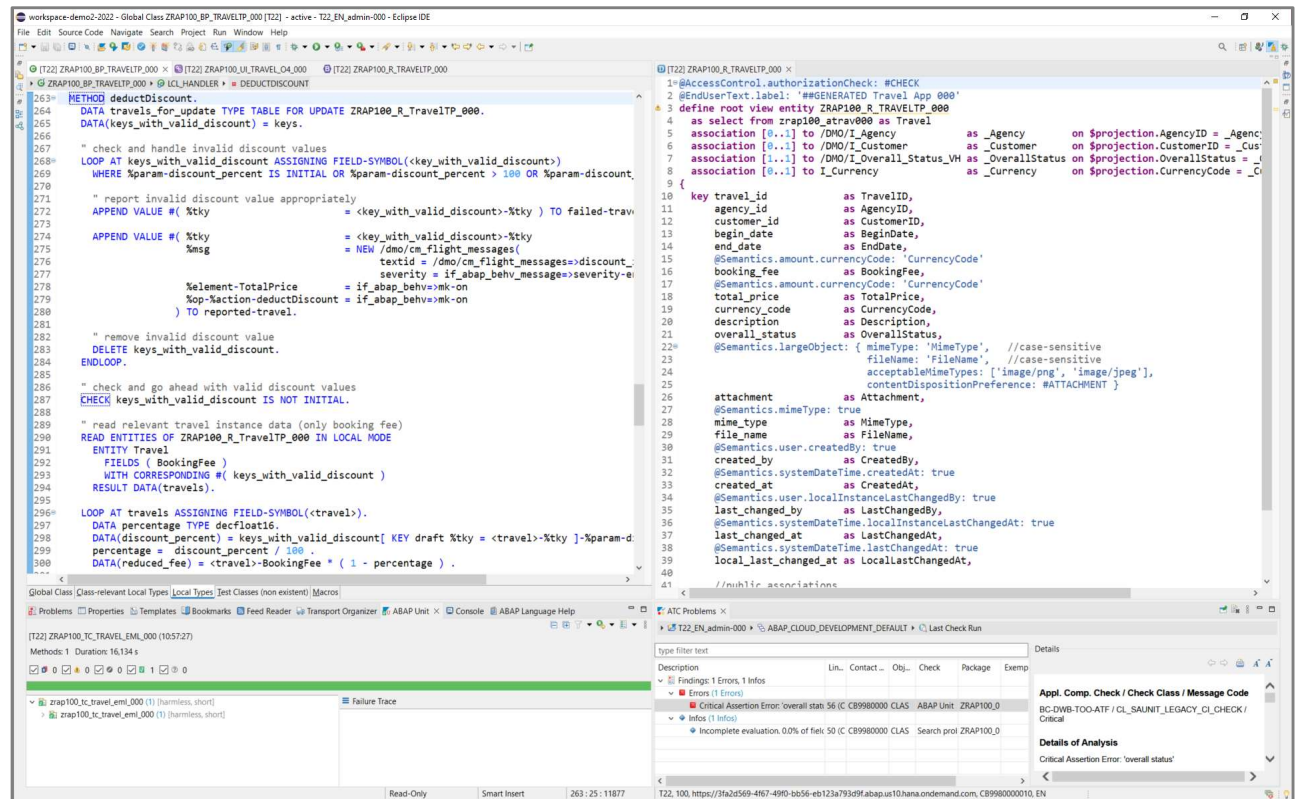 workspace-demo2-2022 - Global Class ZRAP100_BP_TRAVELTP_000 [T22] - active - T22_EN_admin-000 - Eclipse IDE
File Edit Source Code Navigate Search Project Run Window Help
[T22] ZRAP100_BP_TRAVELTP_000 [T22] ZRAP100_UI_TRAVEL_O4_000 [T22] ZRAP100_R_TRAVELTP_000
ZRAP100_BP_TRAVELTP_000 LCL_HANDLER DEDUCTDISCOUNT
263 METHOD deductDiscount.
264 DATA travels_for_update TYPE TABLE FOR UPDATE ZRAP100_R_TravelTP_000.
265 DATA(keys_with_valid_discount) = keys.
266
267 " check and handle invalid discount values
268 LOOP AT keys_with_valid_discount ASSIGNING FIELD-SYMBOL(<key_with_valid_discount>)
269 WHERE %param-discount_percent IS INITIAL OR %param-discount_percent > 100 OR %param-discount_
270
271 " report invalid discount value appropriately
272 APPEND VALUE #( %tky = <key_with_valid_discount>-%tky ) TO failed-trav
273
274 APPEND VALUE #( %tky = <key_with_valid_discount>-%tky
275 %msg = NEW /dmo/cm_flight_messages(
276 textid = /dmo/cm_flight_messages=>discount_
277 severity = if_abap_behv_message=>severity-e
278 %element-TotalPrice = if_abap_behv=>mk-on
279 %op-%action-deductDiscount = if_abap_behv=>mk-on
280 ) TO reported-travel.
281
282 " remove invalid discount value
283 DELETE keys_with_valid_discount.
284 ENDLOOP.
285
286 " check and go ahead with valid discount values
287 CHECK keys_with_valid_discount IS NOT INITIAL.
288
289 " read relevant travel instance data (only booking fee)
290 READ ENTITIES OF ZRAP100_R_TravelTP_000 IN LOCAL MODE
291 ENTITY Travel
292 FIELDS ( BookingFee )
293 WITH CORRESPONDING #( keys_with_valid_discount )
294 RESULT DATA(travels).
295
296 LOOP AT travels ASSIGNING FIELD-SYMBOL(<travel>).
297 DATA percentage TYPE decfloat16.
298 DATA(discount_percent) = keys_with_valid_discount[ KEY draft %tky = <travel>-%tky ]-%param-d
299 percentage = discount_percent / 100 .
300 DATA(reduced_fee) = <travel>-BookingFee * ( 1 - percentage ) .
Global Class Class-relevant Local Types Local Types Test Classes (non existent) Macros
[T22] ZRAP100_R_TRAVELTP_000
1 @AccessControl.authorizationCheck: #CHECK
2 @EndUserText.label: '##GENERATED Travel App 000'
3 define root view entity ZRAP100_R_TRAVELTP_000
4 as select from zrap100_atrav000 as Travel
5 association [0..1] to /DMO/I_Agency as _Agency on $projection.AgencyID = _Agency
6 association [0..1] to /DMO/I_Customer as _Customer on $projection.CustomerID = _Cus
7 association [1..1] to /DMO/I_Overall_Status_VH as _OverallStatus on $projection.OverallStatus = _
8 association [0..1] to I_Currency as _Currency on $projection.CurrencyCode = _C
9 {
10 key travel_id as TravelID,
11 agency_id as AgencyID,
12 customer_id as CustomerID,
13 begin_date as BeginDate,
14 end_date as EndDate,
15 @Semantics.amount.currencyCode: 'CurrencyCode'
16 booking_fee as BookingFee,
17 @Semantics.amount.currencyCode: 'CurrencyCode'
18 total_price as TotalPrice,
19 currency_code as CurrencyCode,
20 description as Description,
21 overall_status as OverallStatus,
22 @Semantics.largeObject: { mimeType: 'MimeType', //case-sensitive
23 fileName: 'FileName', //case-sensitive
24 acceptableMimeTypes: ['image/png', 'image/jpeg'],
25 contentDispositionPreference: #ATTACHMENT }
26 attachment as Attachment,
27 @Semantics.mimeType: true
28 mime_type as MimeType,
29 file_name as FileName,
30 @Semantics.user.createdBy: true
31 created_by as CreatedBy,
32 @Semantics.systemDateTime.createdAt: true
33 created_at as CreatedAt,
34 @Semantics.user.localInstanceLastChangedBy: true
35 last_changed_by as LastChangedBy,
36 @Semantics.systemDateTime.localInstanceLastChangedAt: true
37 last_changed_at as LastChangedAt,
38 @Semantics.systemDateTime.lastChangedAt: true
39 local_last_changed_at as LocalLastChangedAt,
40
41 //public associations
Problems Properties Templates Bookmarks Feed Reader Transport Organizer ABAP Unit Console ABAP Language Help
[T22] ZRAP100_TC_TRAVEL_EML_000 (10:57:27)
Methods: 1 Duration: 16,134 s
0 0 0 1 0
zrap100_tc_travel_eml_000 (1) [harmless, short]
zrap100_tc_travel_eml_000 (1) [harmless, short]
Failure Trace
ATC Problems
T22_EN_admin-000 ABAP_CLOUD_DEVELOPMENT_DEFAULT Last Check Run
type filter text
Description Lin... Contact ... Obj... Check Package Exemp
Findings: 1 Errors, 1 Infos
Errors (1 Errors)
Critical Assertion Error: 'overall stat 56 (C CB9980000 CLAS ABAP Unit ZRAP100_0
Infos (1 Infos)
Incomplete evaluation. 0.0% of fielc 50 (C CB9980000 CLAS Search prol ZRAP100_0
Details
Appl. Comp. Check / Check Class / Message Code
BC-DWB-TOO-ATF / CL_SAUNIT_LEGACY_CI_CHECK /
Critical
Details of Analysis
Critical Assertion Error: 'overall status'
Read-Only Smart Insert 263 : 25 : 11877 T22, 100, https://3fa2d569-4f67-49f0-bb56-eb123a793d9f.abap.us10.hana.ondemand.com, CB9980000010, EN